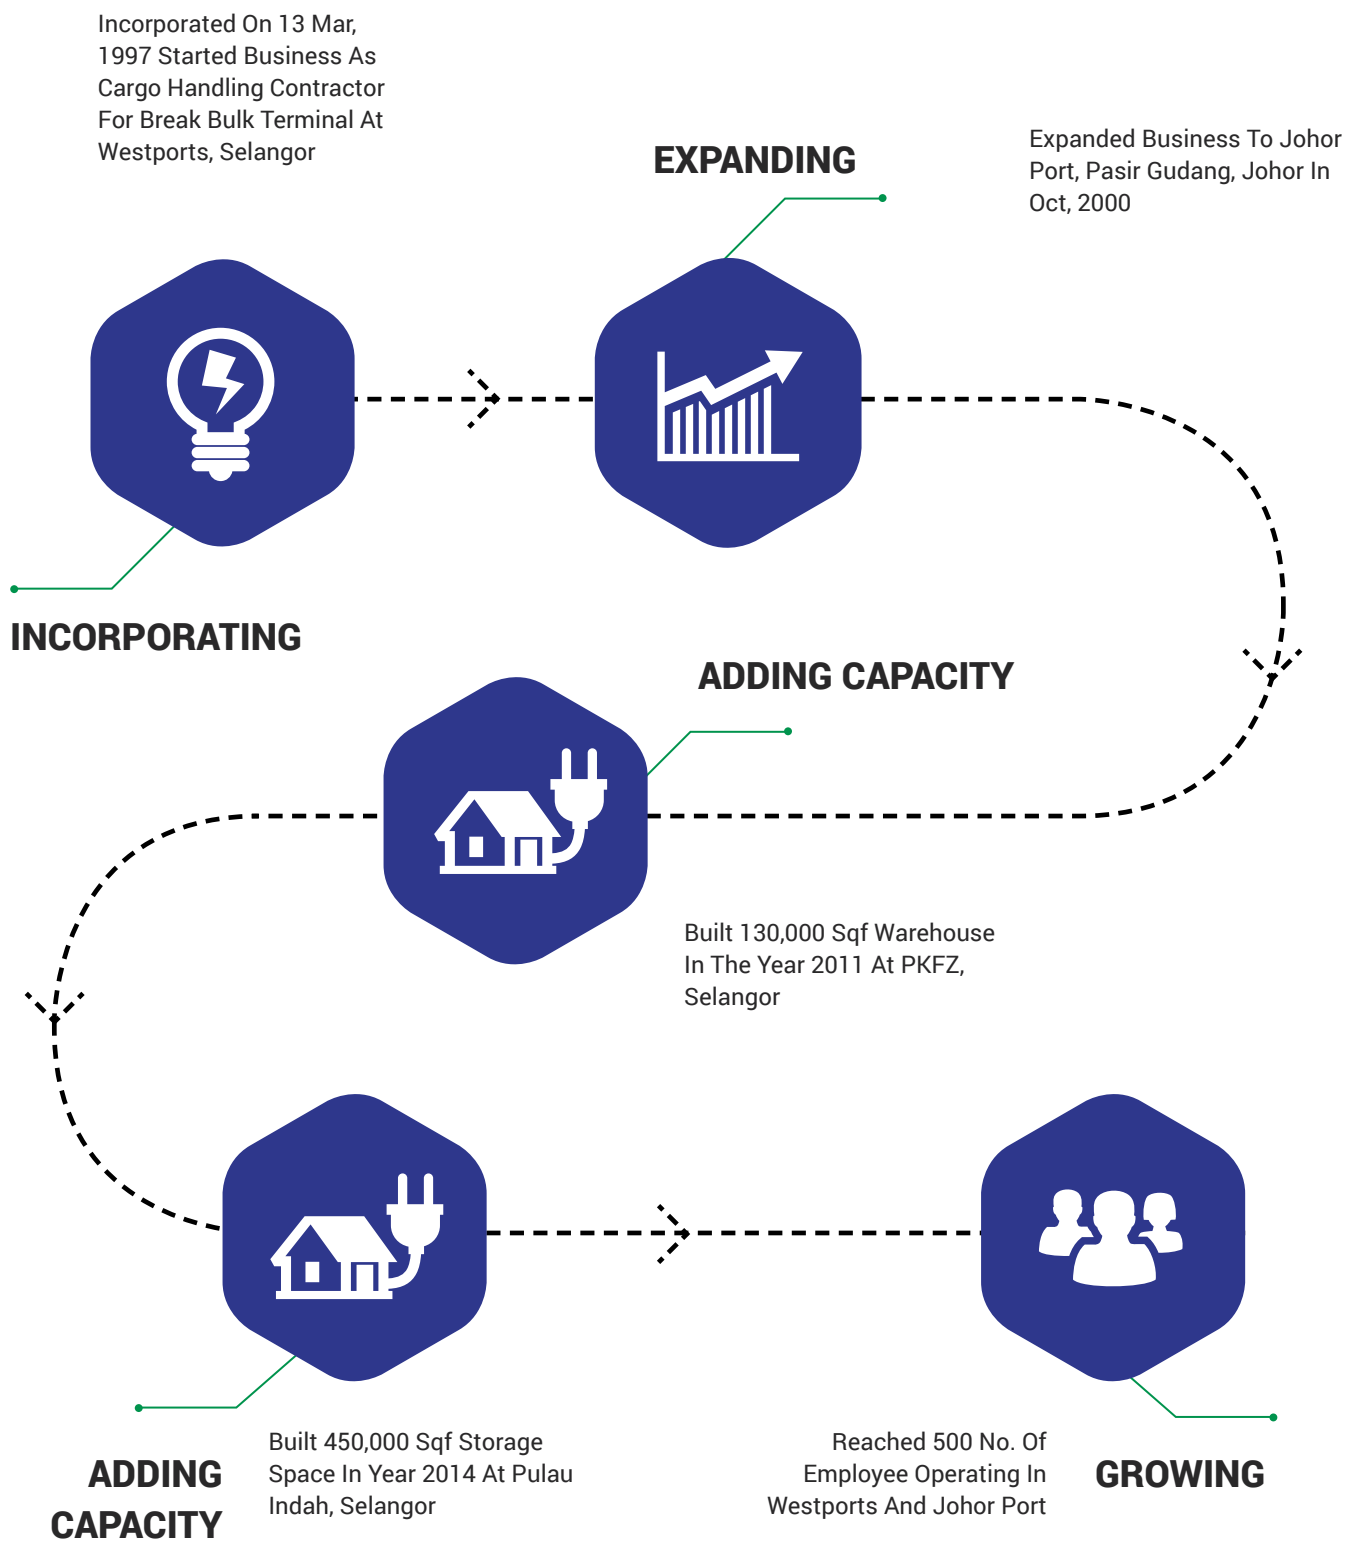 Incorporated On 13 Mar,
1997 Started Business As
Cargo Handling Contractor
For Break Bulk Terminal At
Westports, Selangor
INCORPORATING
EXPANDING
Expanded Business To Johor
Port, Pasir Gudang, Johor In
Oct, 2000
ADDING CAPACITY
Built 130,000 Sqf Warehouse
In The Year 2011 At PKFZ,
Selangor
ADDING
CAPACITY
Built 450,000 Sqf Storage
Space In Year 2014 At Pulau
Indah, Selangor
Reached 500 No. Of
Employee Operating In
Westports And Johor Port
GROWING